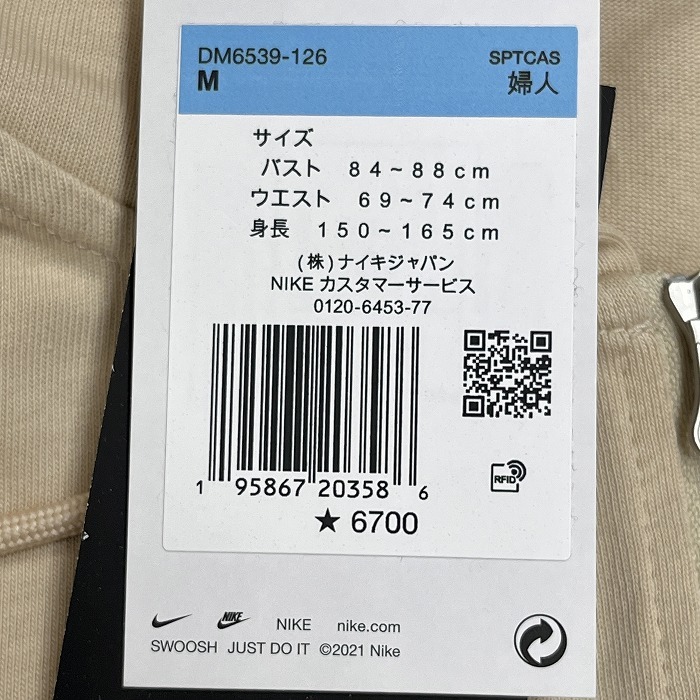 DM6539-126 SPTCAS
M 婦人
サイズ
バスト 84~88cm
ウエスト 69~74cm
身長 150~165cm
(株)ナイキジャパン
NIKE カスタマーサービス
0120-6453-77
RFID
1 95867 20358 6
★ 6700
NIKE NIKE nike.com
SWOOSH JUST DO IT ©2021 Nike